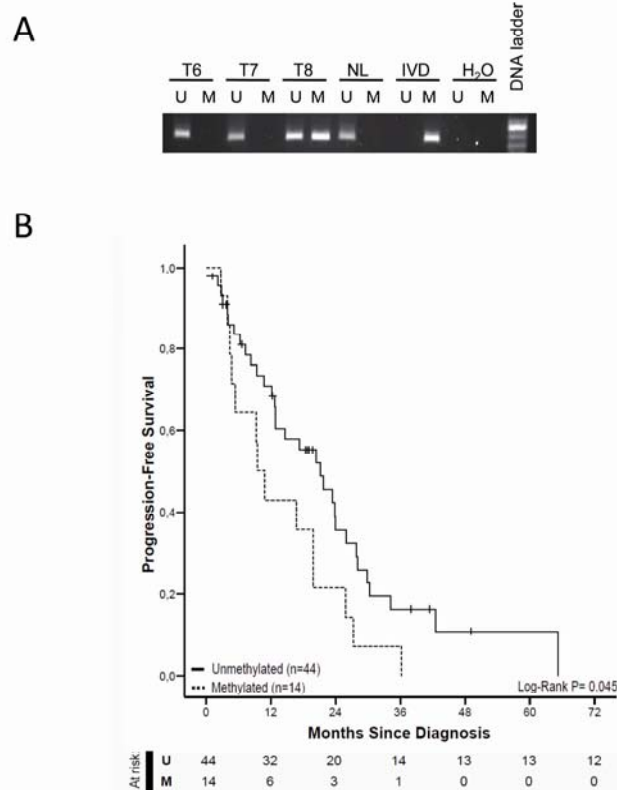 A
T6 T7 T8 NL IVD H₂O DNA ladder
U M U M U M U M U M U M
B
Progression-Free Survival
1,0
0,8
0,6
0,4
0,2
0,0
Unmethylated (n=44)
Methylated (n=14)
Log-Rank P= 0.045
0 12 24 36 48 60 72
Months Since Diagnosis
At risk:
U 44 32 20 14 13 13 12
M 14 6 3 1 0 0 0